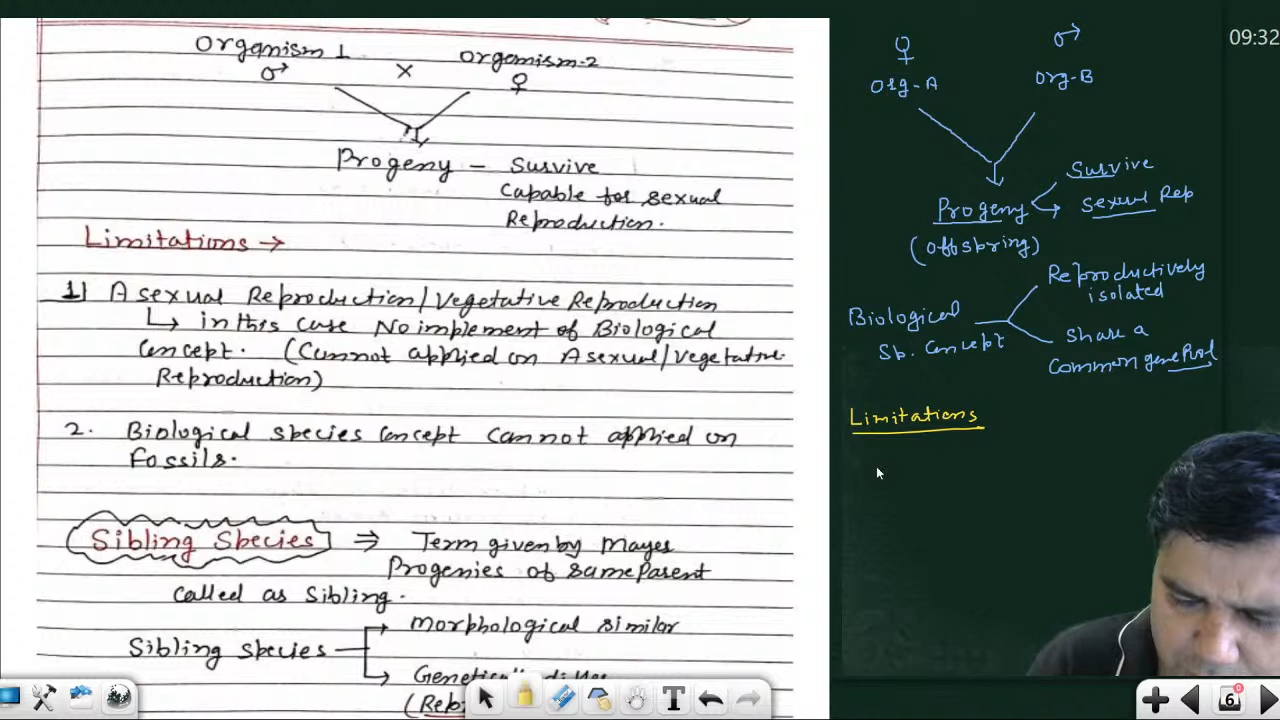 Organism 1
Orgamism-2
♂ × ♀
Progeny - Survive
Capable for sexual
Reproduction.
Limitations →
1) Asexual Reproduction/Vegetative Reproduction
↳ in this case No implement of Biological
Concept. (Cannot applied on Asexual/Vegetative
Reproduction)
2. Biological species Concept cannot applied on
Fossils.
Sibling Species ⇒ Term given by Mayes
Progenies of same Parent
called as Sibling.
Morphological similar
Sibling species
♀ ♂
Org-A
Org-B
Survive
Progeny
sexual Rep
(offspring)
Reproductively
isolated
Biological
Sp. Concept
share a
Common gene Pool
Limitations
09:32
T
6